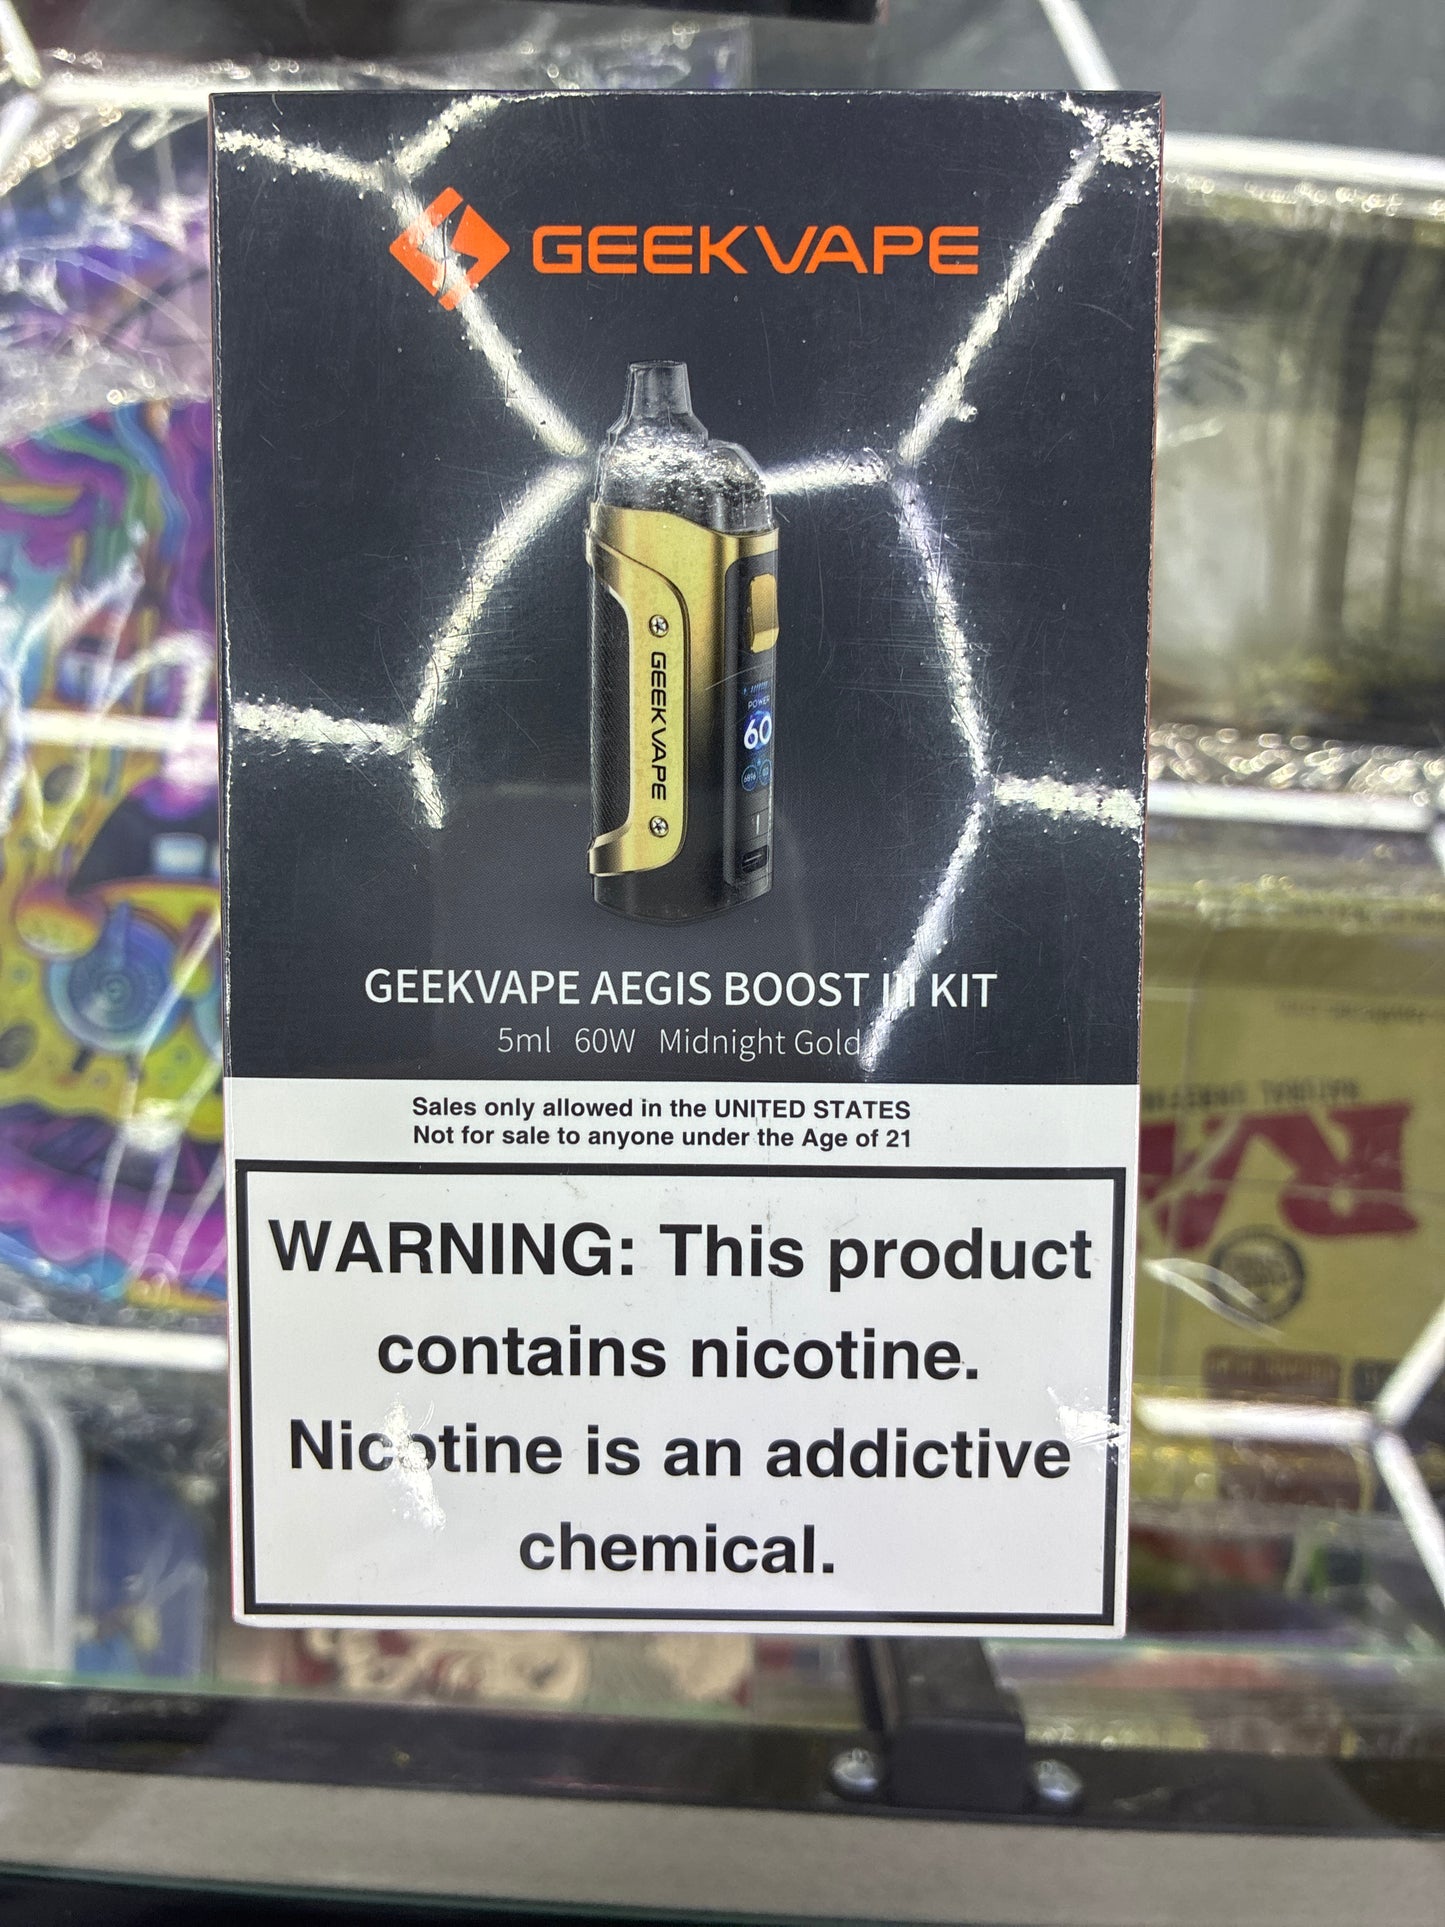 GEEKVAPE
GEEKVAPE
POWER
60
GEEKVAPE AEGIS BOOST III KIT
5ml 60W Midnight Gold
Sales only allowed in the UNITED STATES
Not for sale to anyone under the Age of 21
WARNING: This product
contains nicotine.
Nicotine is an addictive
chemical.